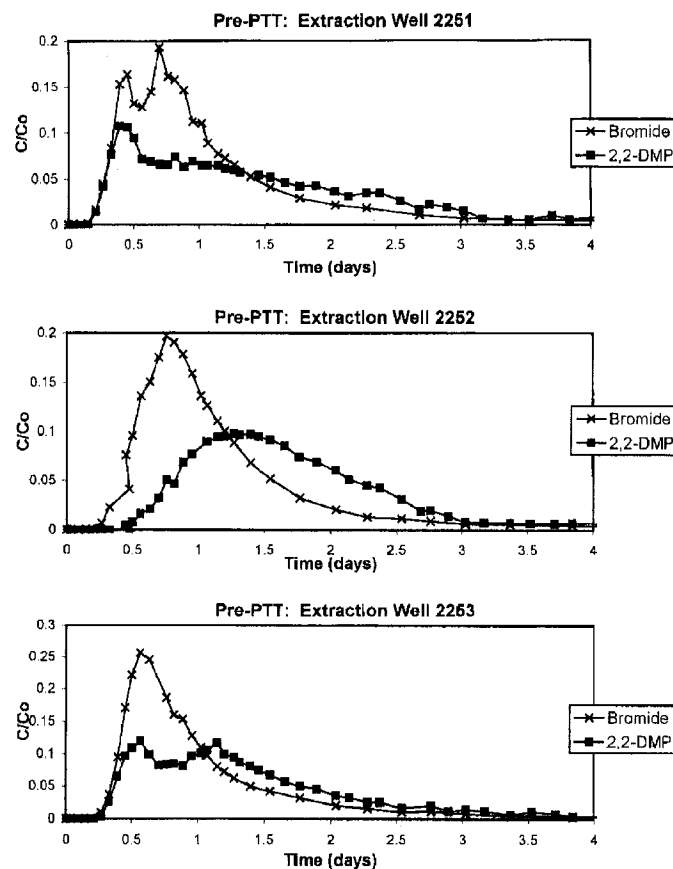 Pre-PTT: Extraction Well 2251
0.2
0.15
0.1
0.05
0
C/Co
0 0.5 1 1.5 2 2.5 3 3.5 4
Time (days)
Bromide
2,2-DMP
Pre-PTT: Extraction Well 2252
0.2
0.15
0.1
0.05
0
C/Co
0 0.5 1 1.5 2 2.5 3 3.5 4
Time (days)
Bromide
2,2-DMP
Pre-PTT: Extraction Well 2253
0.3
0.25
0.2
0.15
0.1
0.05
0
C/Co
0 0.5 1 1.5 2 2.5 3 3.5 4
Time (days)
Bromide
2,2-DMP